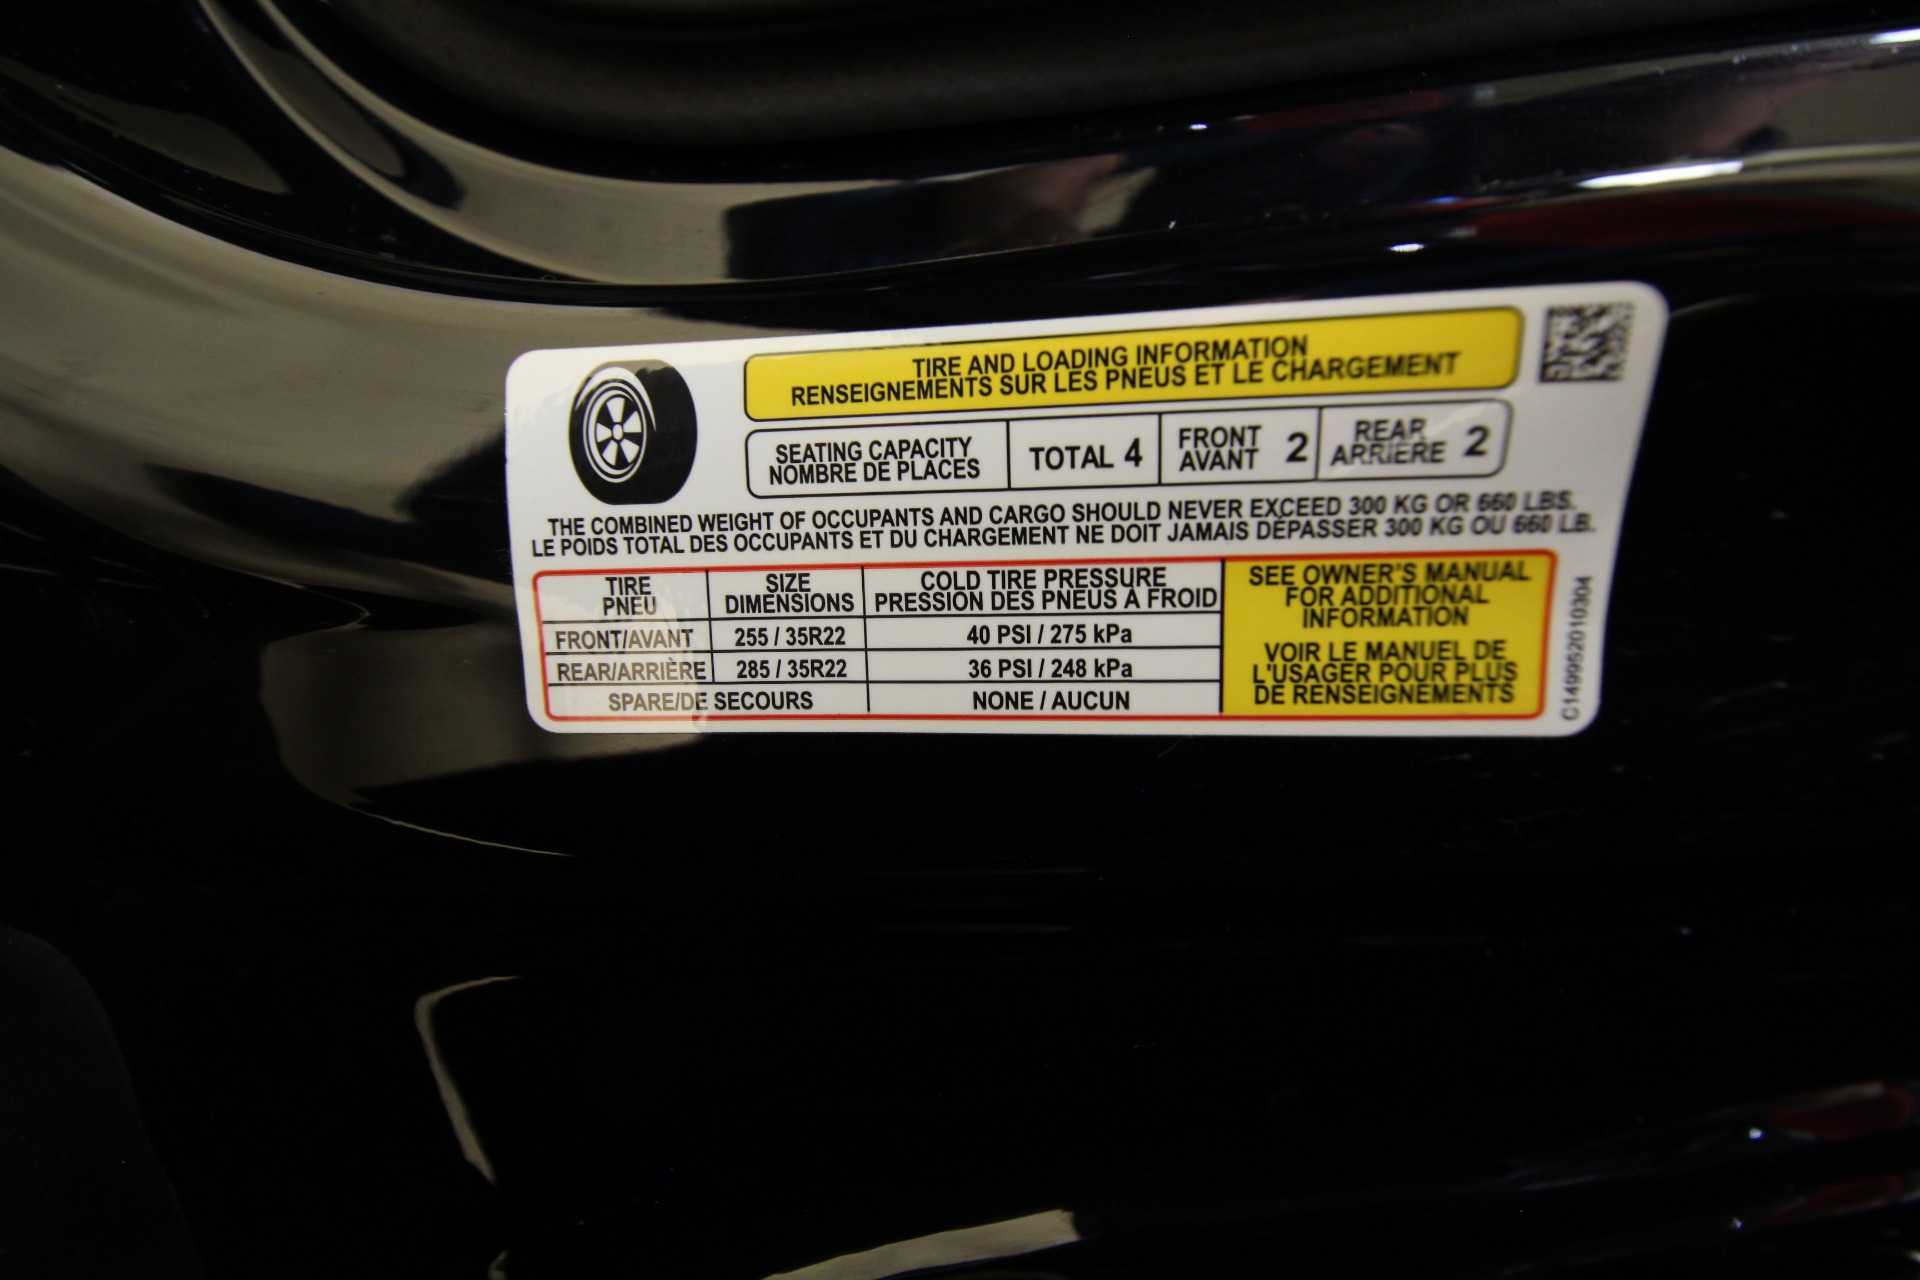 TIRE AND LOADING INFORMATION
RENSEIGNEMENTS SUR LES PNEUS ET LE CHARGEMENT
SEATING CAPACITY
NOMBRE DE PLACES
TOTAL 4
FRONT
AVANT
2
REAR
ARRIÈRE
2
THE COMBINED WEIGHT OF OCCUPANTS AND CARGO SHOULD NEVER EXCEED 300 KG OR 660 LBS.
LE POIDS TOTAL DES OCCUPANTS ET DU CHARGEMENT NE DOIT JAMAIS DÉPASSER 300 KG OU 660 LB.
TIRE
PNEU
SIZE
DIMENSIONS
COLD TIRE PRESSURE
PRESSION DES PNEUS A FROID
FRONT/AVANT 255 / 35R22 40 PSI / 275 kPa
REAR/ARRIÈRE 285 / 35R22 36 PSI / 248 kPa
SPARE/DE SECOURS NONE / AUCUN
SEE OWNER'S MANUAL
FOR ADDITIONAL
INFORMATION
VOIR LE MANUEL DE
L'USAGER POUR PLUS
DE RENSEIGNEMENTS
C149952010304